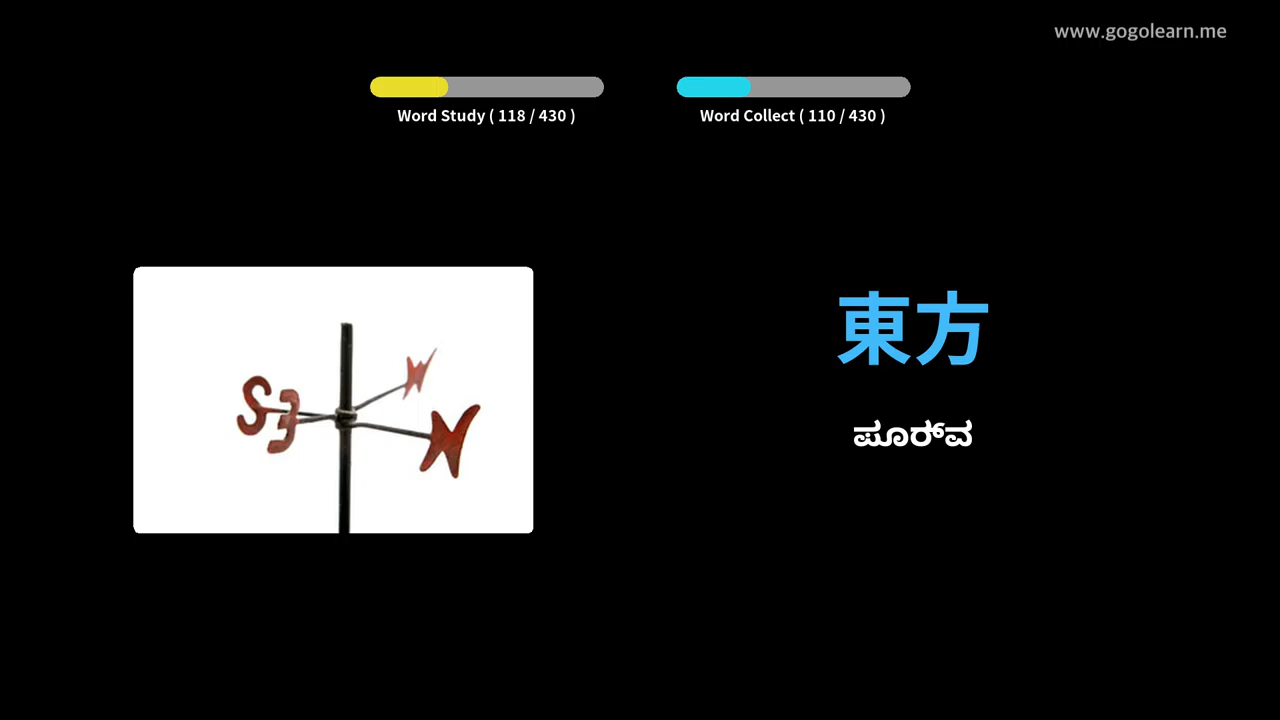 www.gogolearn.me
Word Study ( 118 / 430 )
Word Collect ( 110 / 430 )
S E N
東方
ಪೂರ್‍ವ